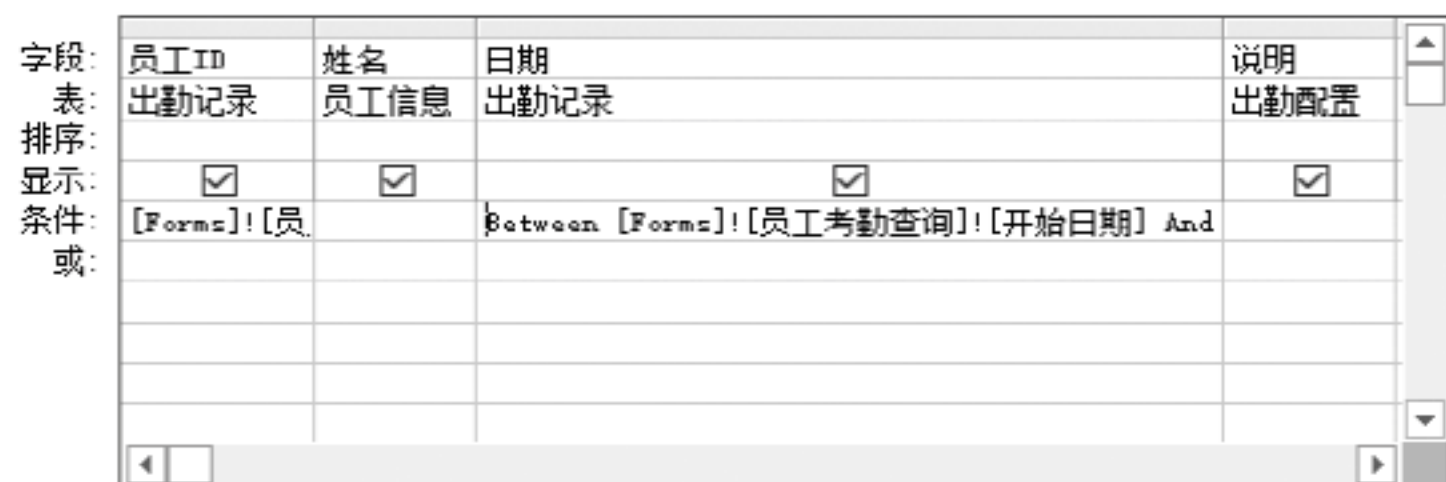 字段: 员工ID 姓名 日期 说明
表: 出勤记录 员工信息 出勤记录 出勤配置
排序:
显示:
条件: [Forms]![员 Between [Forms]![员工考勤查询]![开始日期] And
或: